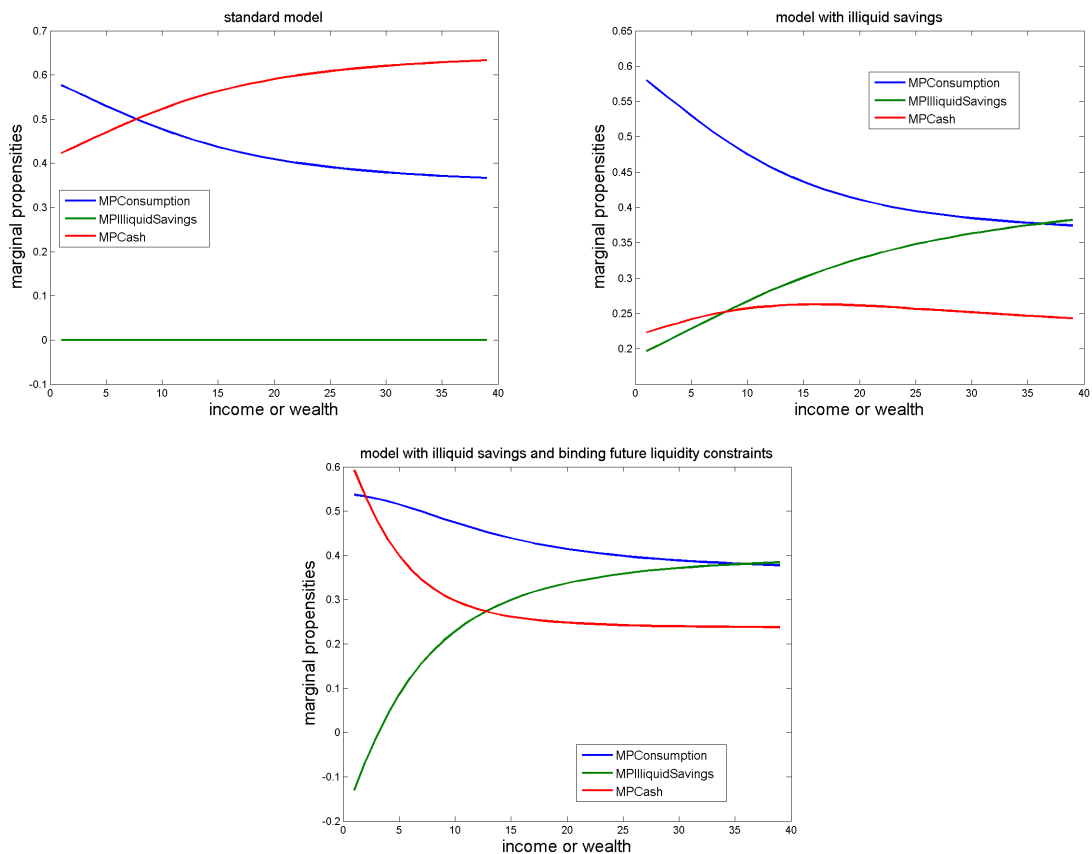 standard model
0.7
0.6
0.5
0.4
0.3
0.2
0.1
0
-0.1
marginal propensities
MPConsumption
MPIlliquidSavings
MPCash
0 5 10 15 20 25 30 35 40
income or wealth
model with illiquid savings
0.65
0.6
0.55
0.5
0.45
0.4
0.35
0.3
0.25
0.2
marginal propensities
MPConsumption
MPIlliquidSavings
MPCash
0 5 10 15 20 25 30 35 40
income or wealth
model with illiquid savings and binding future liquidity constraints
0.6
0.5
0.4
0.3
0.2
0.1
0
-0.1
-0.2
marginal propensities
MPConsumption
MPIlliquidSavings
MPCash
0 5 10 15 20 25 30 35 40
income or wealth